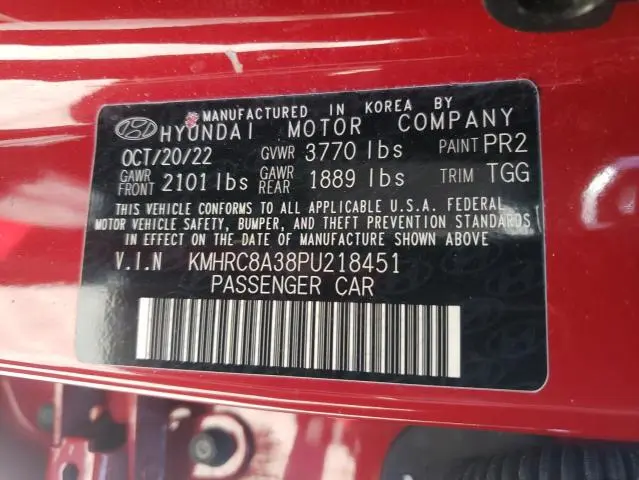 MANUFACTURED IN KOREA BY
HYUNDAI MOTOR COMPANY
OCT/20/22 GVWR 3770 lbs PAINT PR2
GAWR FRONT 2101 lbs GAWR REAR 1889 lbs TRIM TGG
THIS VEHICLE CONFORMS TO ALL APPLICABLE U.S.A. FEDERAL
MOTOR VEHICLE SAFETY, BUMPER, AND THEFT PREVENTION STANDARDS
IN EFFECT ON THE DATE OF MANUFACTURE SHOWN ABOVE.
V.I.N KMHRC8A38PU218451
PASSENGER CAR